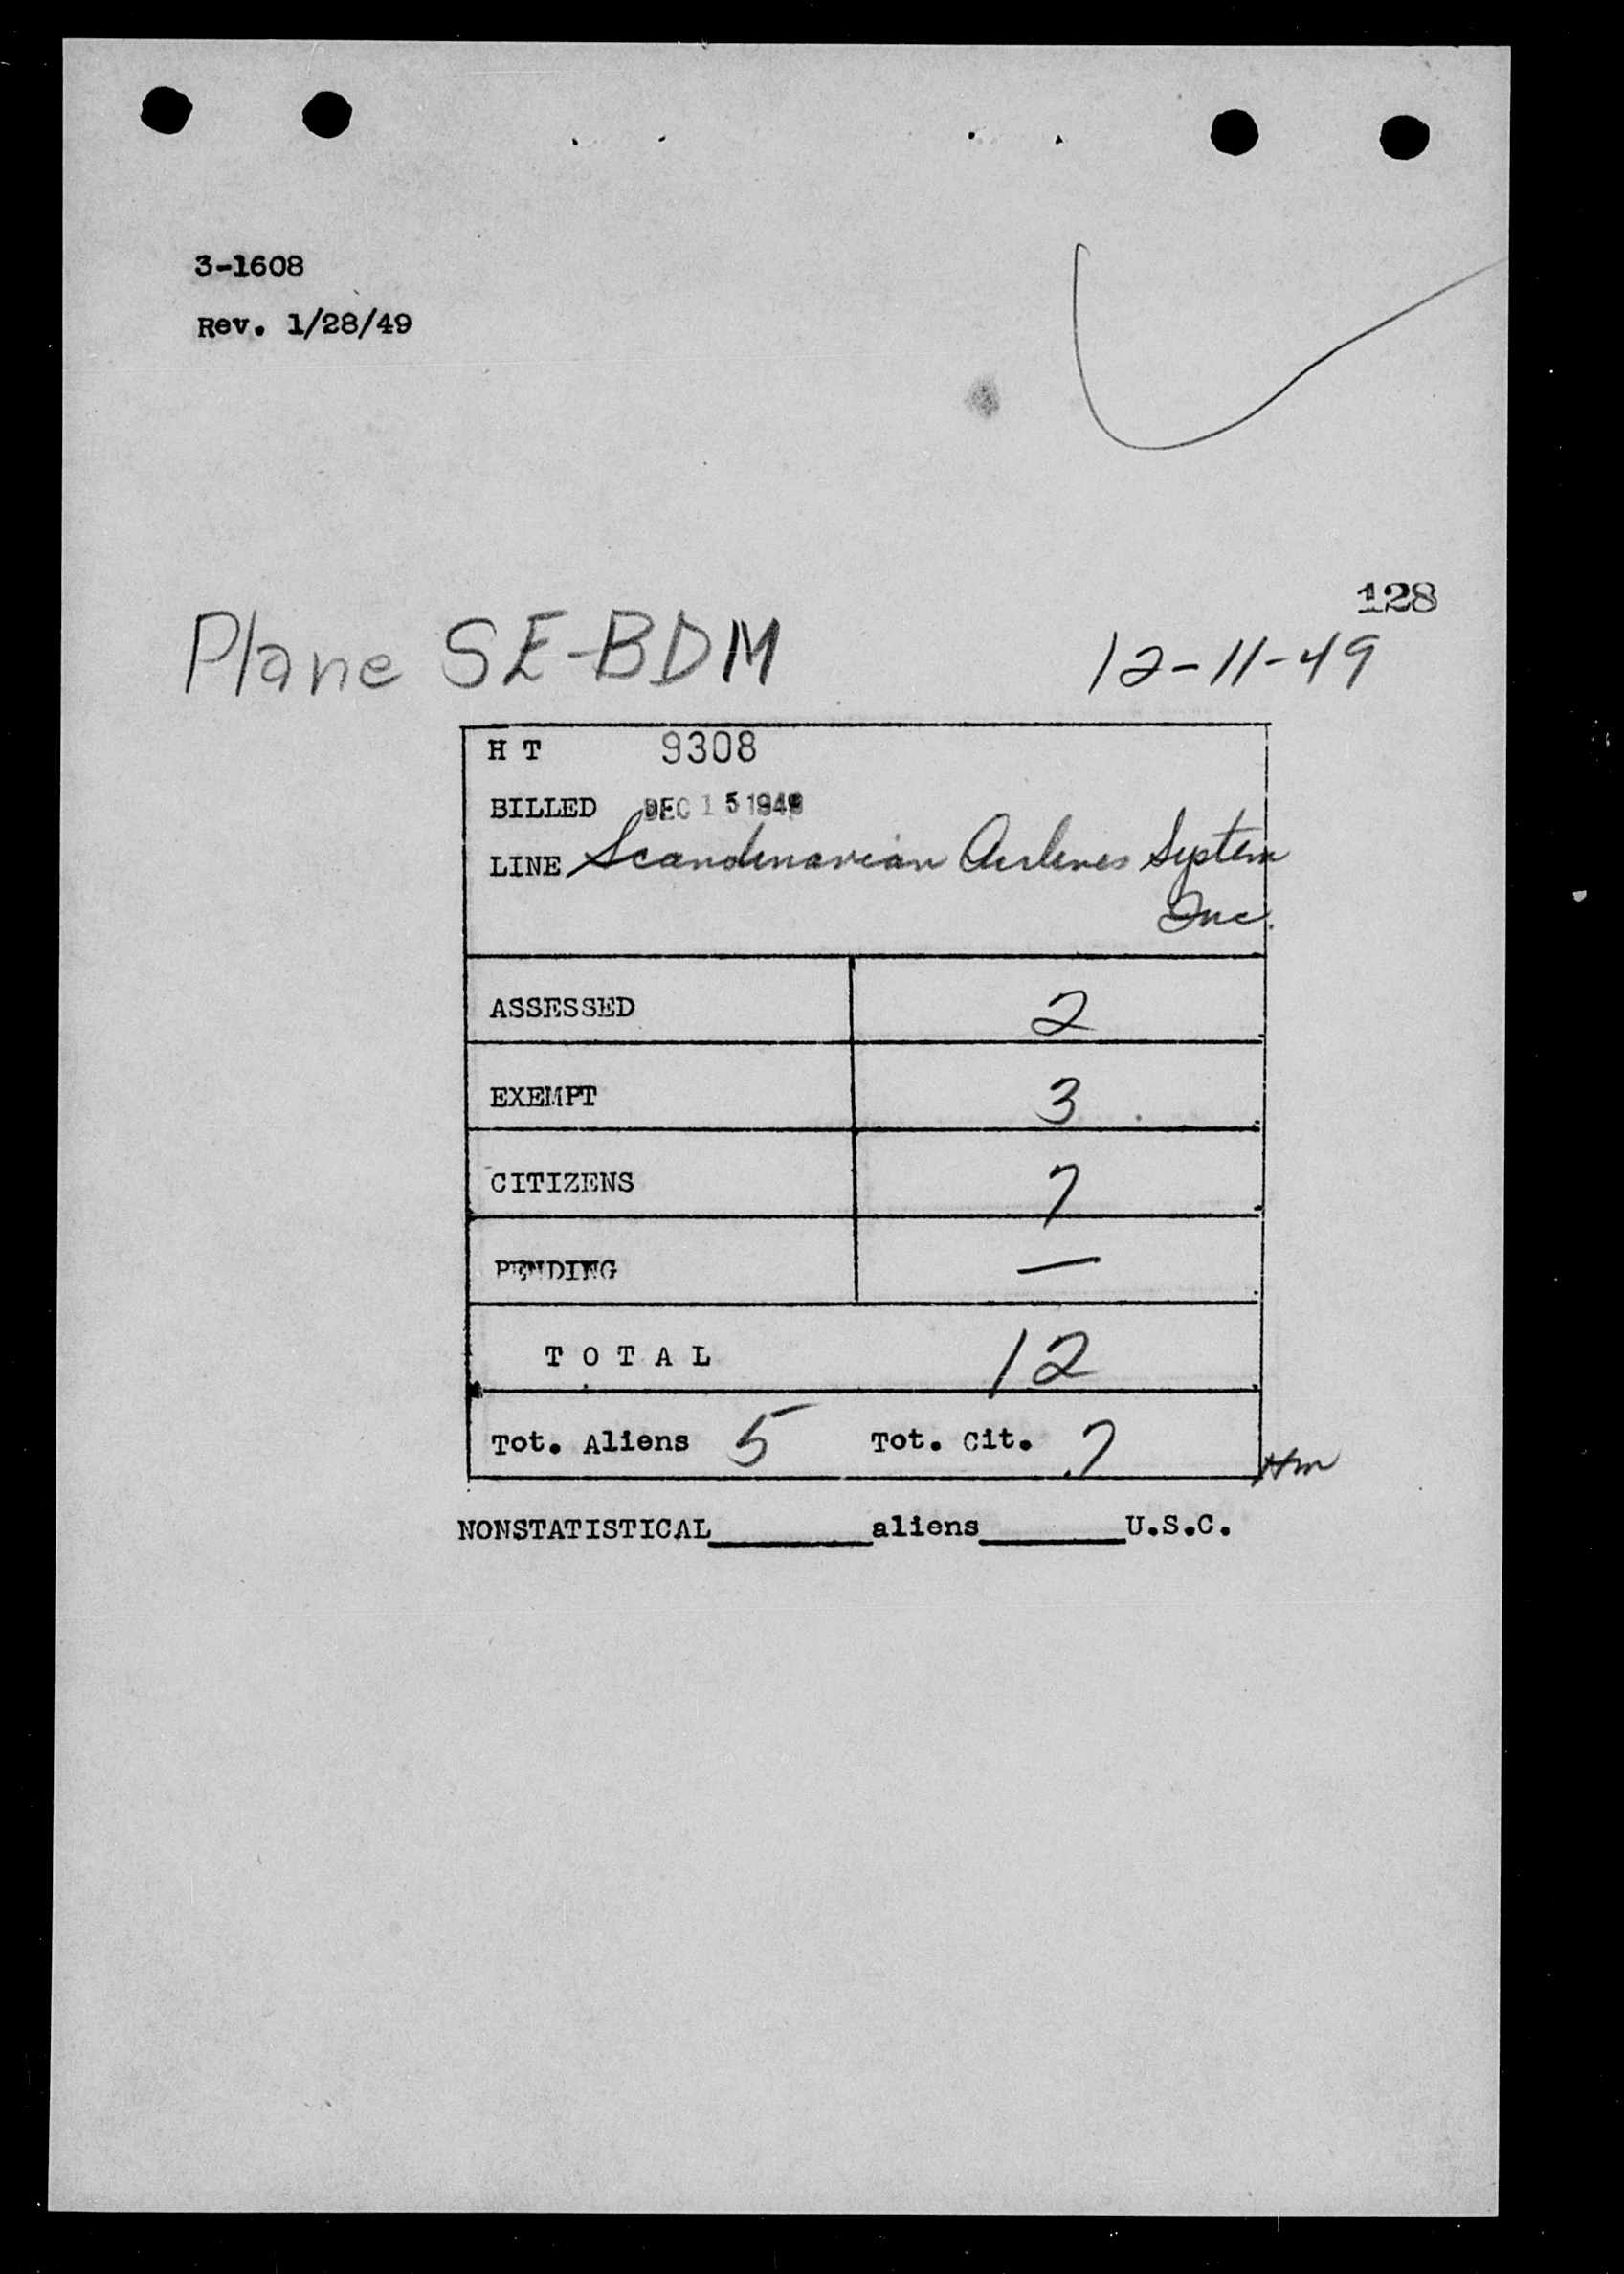 3-1608
Rev. 1/28/49
128
Plane SE-BDM 12-11-49
H T 9308
BILLED DEC 15 1949
LINE Scandinavian Airlines System
Inc.
ASSESSED 2
EXEMPT 3
CITIZENS 7
PENDING —
TOTAL 12
Tot. Aliens 5 Tot. Cit. 7
Hm
NONSTATISTICAL______aliens______U.S.C.